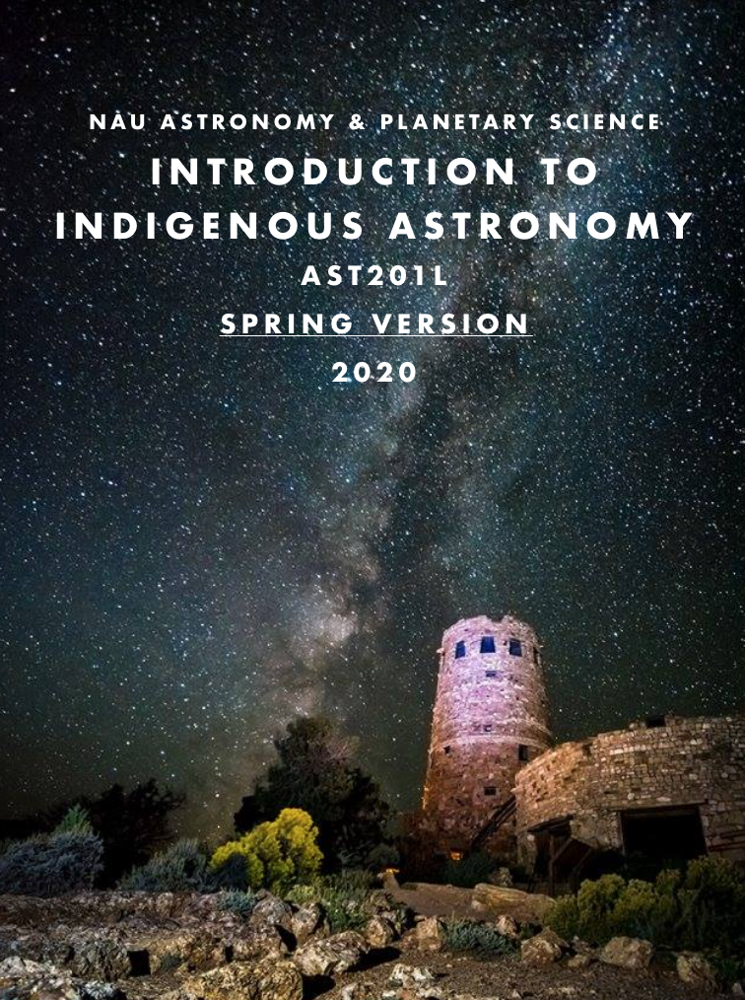 NAU ASTRONOMY & PLANETARY SCIENCE
INTRODUCTION TO
INDIGENOUS ASTRONOMY
AST201L
SPRING VERSION
2020